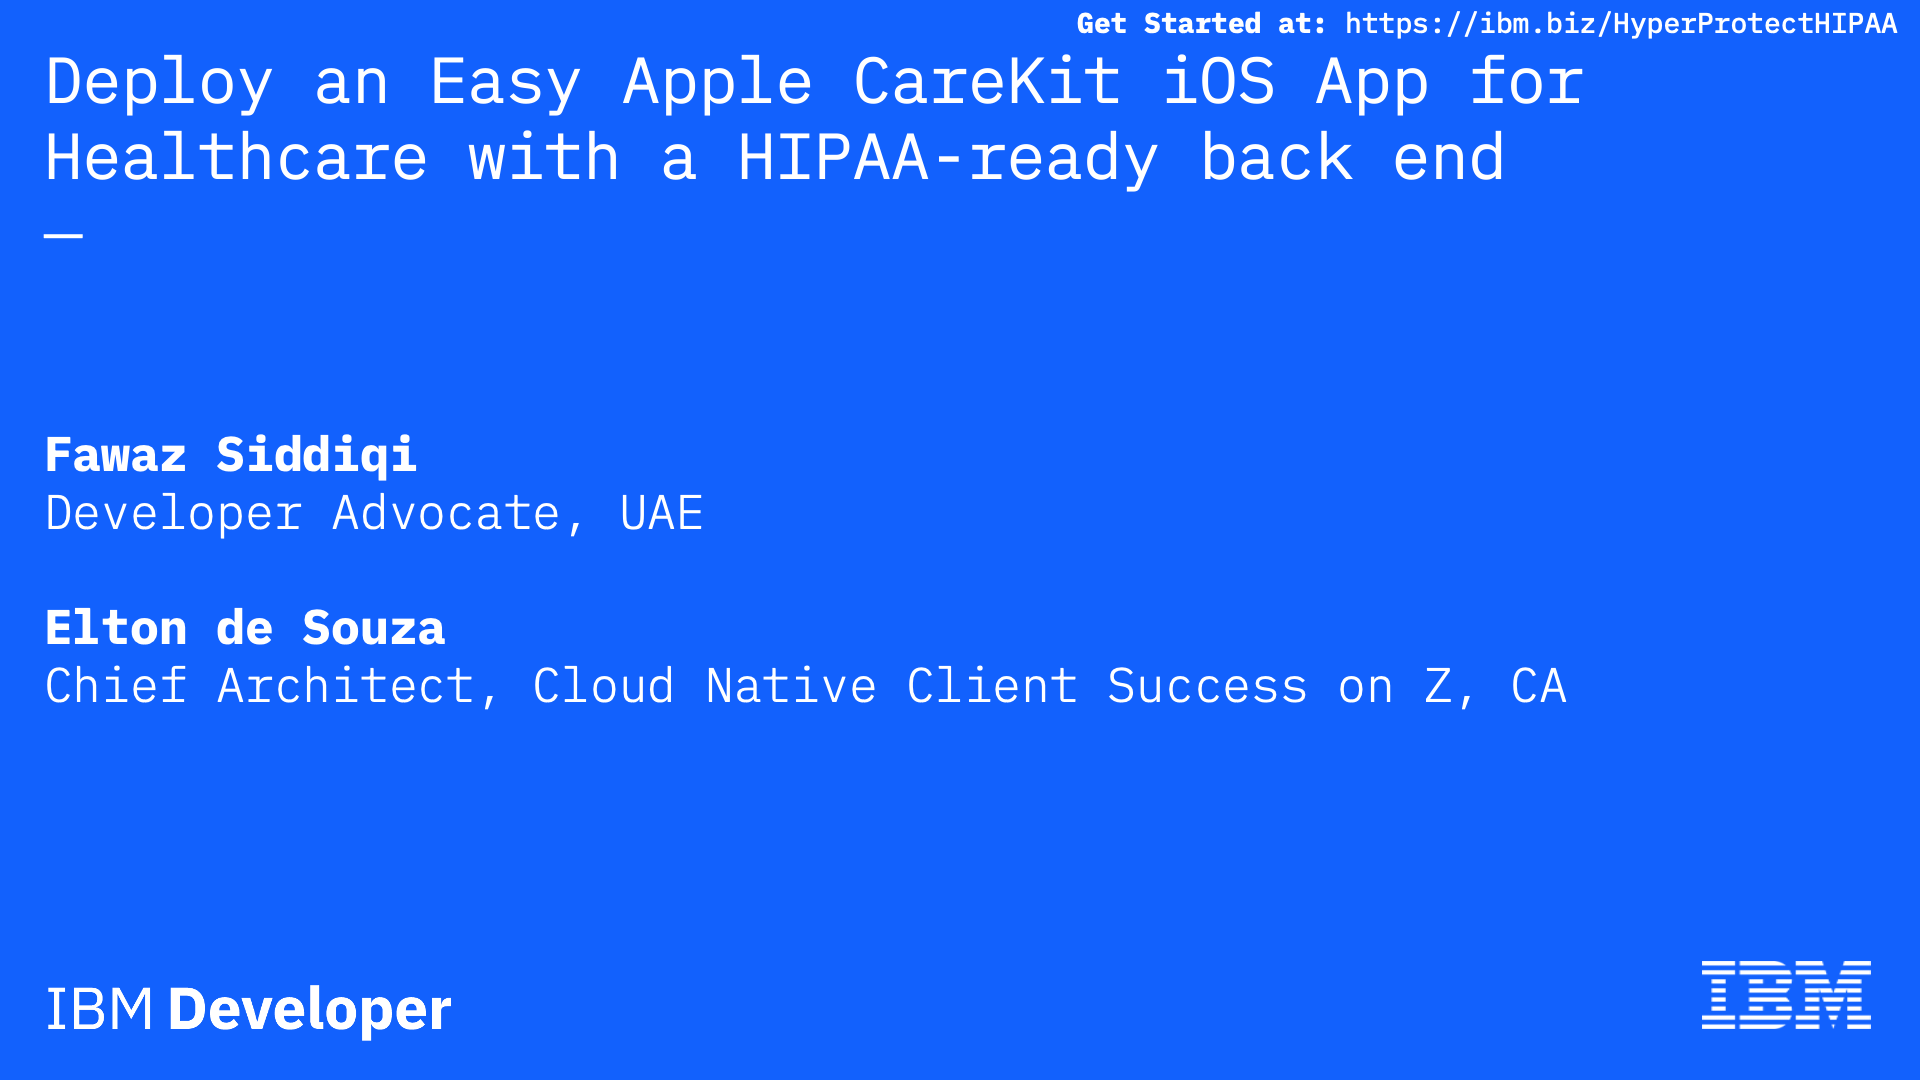 Get Started at: https://ibm.biz/HyperProtectHIPAA
Deploy an Easy Apple CareKit iOS App for
Healthcare with a HIPAA-ready back end
—
Fawaz Siddiqi
Developer Advocate, UAE
Elton de Souza
Chief Architect, Cloud Native Client Success on Z, CA
IBM Developer
IBM